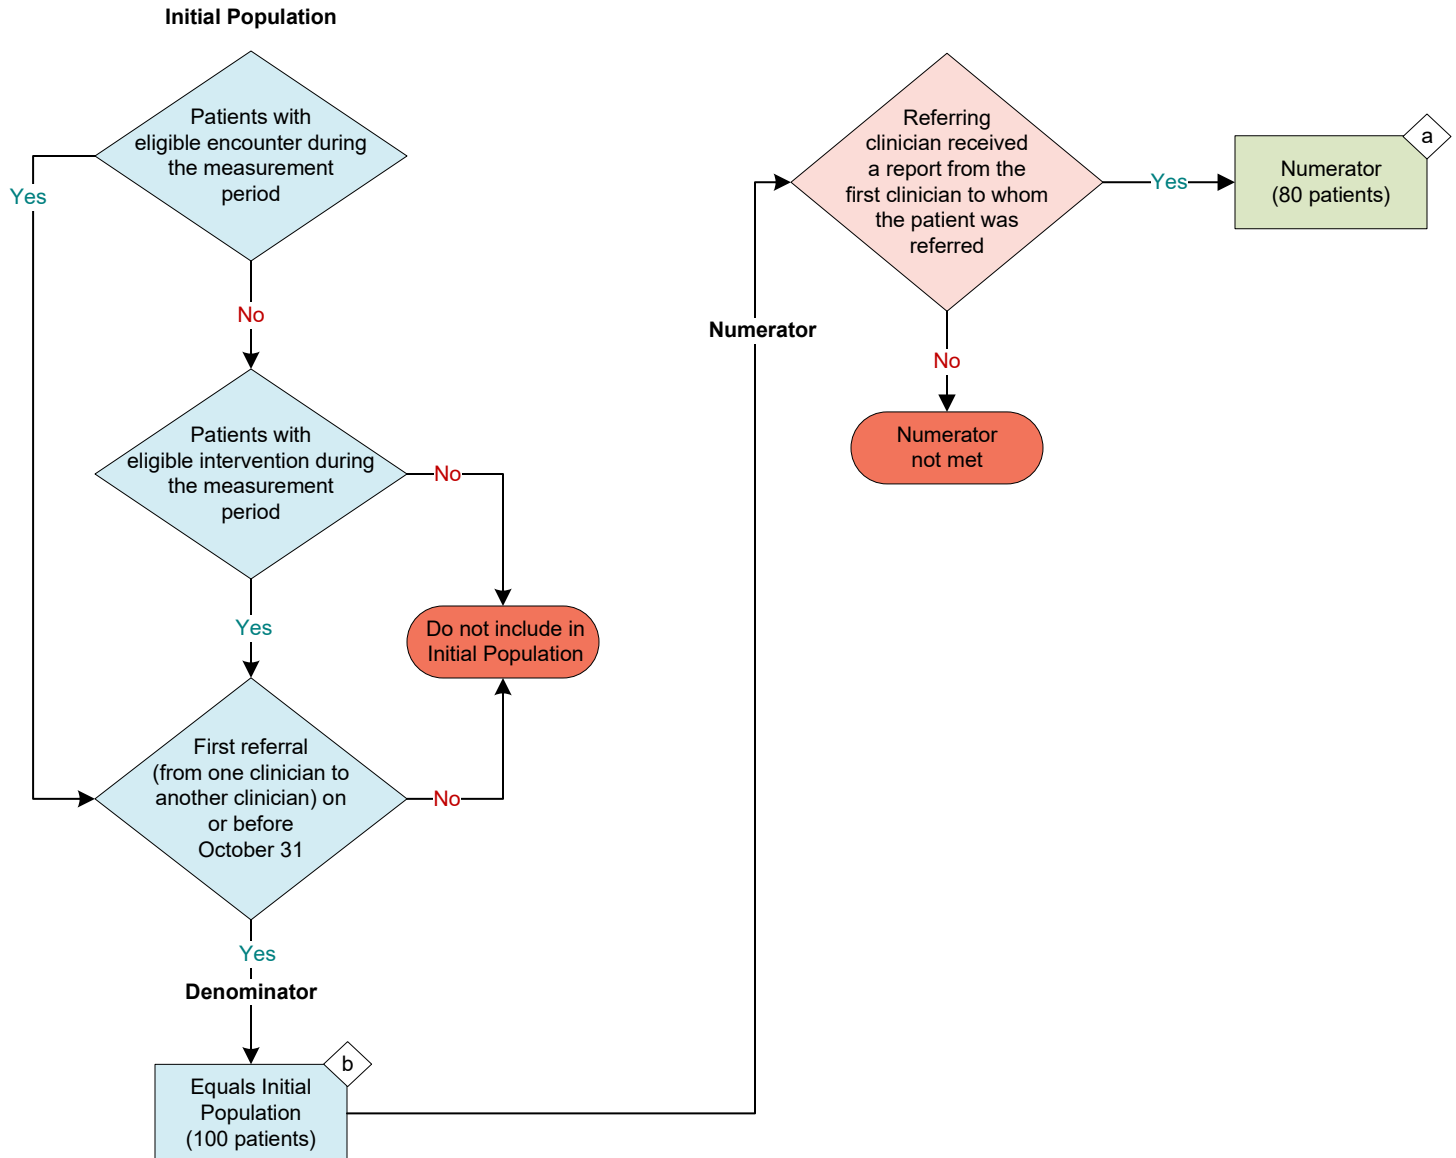 Initial Population
Patients with
eligible encounter during
the measurement
period
Yes
No
Patients with
eligible intervention during
the measurement
period
No
Yes
Do not include in
Initial Population
First referral
(from one clinician to
another clinician) on
or before
October 31
No
Yes
Denominator
b
Equals Initial
Population
(100 patients)
Numerator
Referring
clinician received
a report from the
first clinician to whom
the patient was
referred
Yes
a
Numerator
(80 patients)
No
Numerator
not met